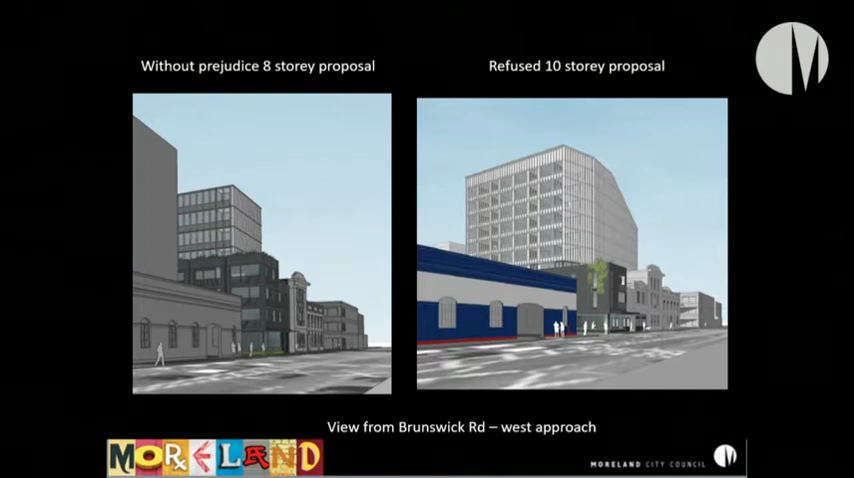 Without prejudice 8 storey proposal
Refused 10 storey proposal
View from Brunswick Rd – west approach
MORELAND
MORELAND CITY COUNCIL